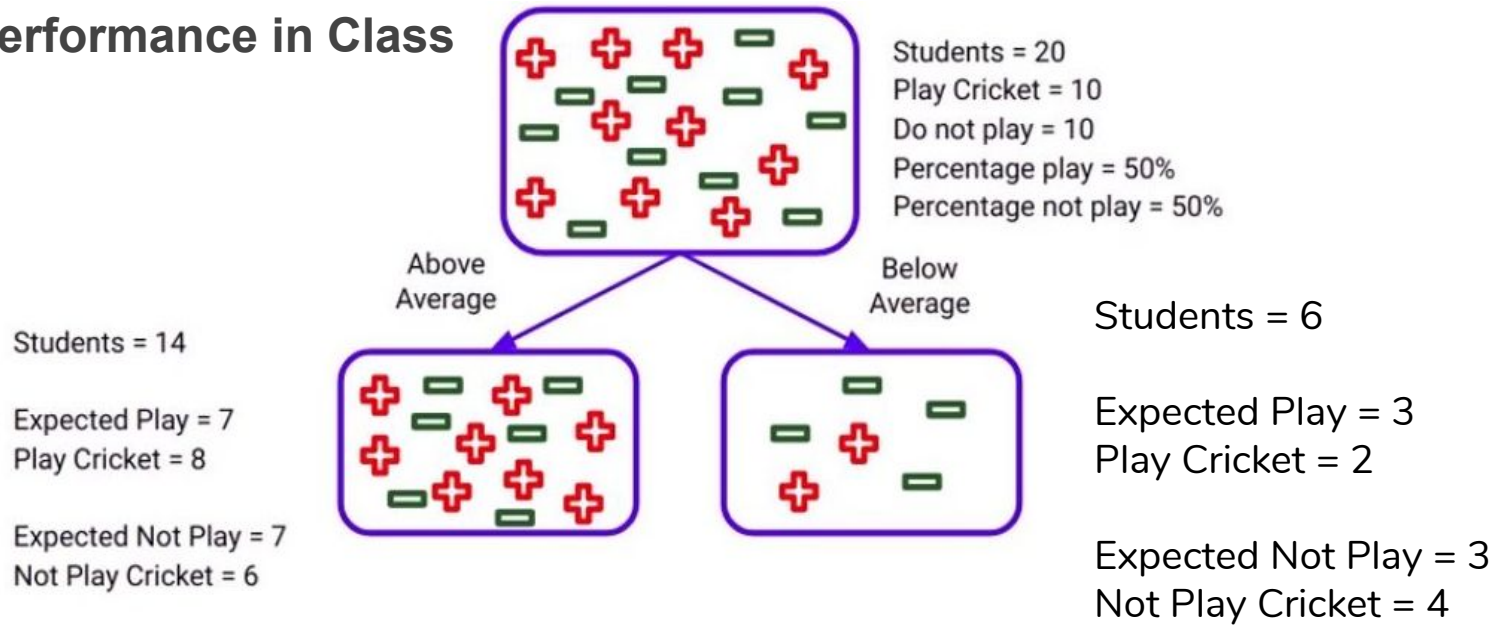 erformance in Class
Students = 20
Play Cricket = 10
Do not play = 10
Percentage play = 50%
Percentage not play = 50%
Above
Average
Below
Average
Students = 14
Expected Play = 7
Play Cricket = 8
Expected Not Play = 7
Not Play Cricket = 6
Students = 6
Expected Play = 3
Play Cricket = 2
Expected Not Play = 3
Not Play Cricket = 4